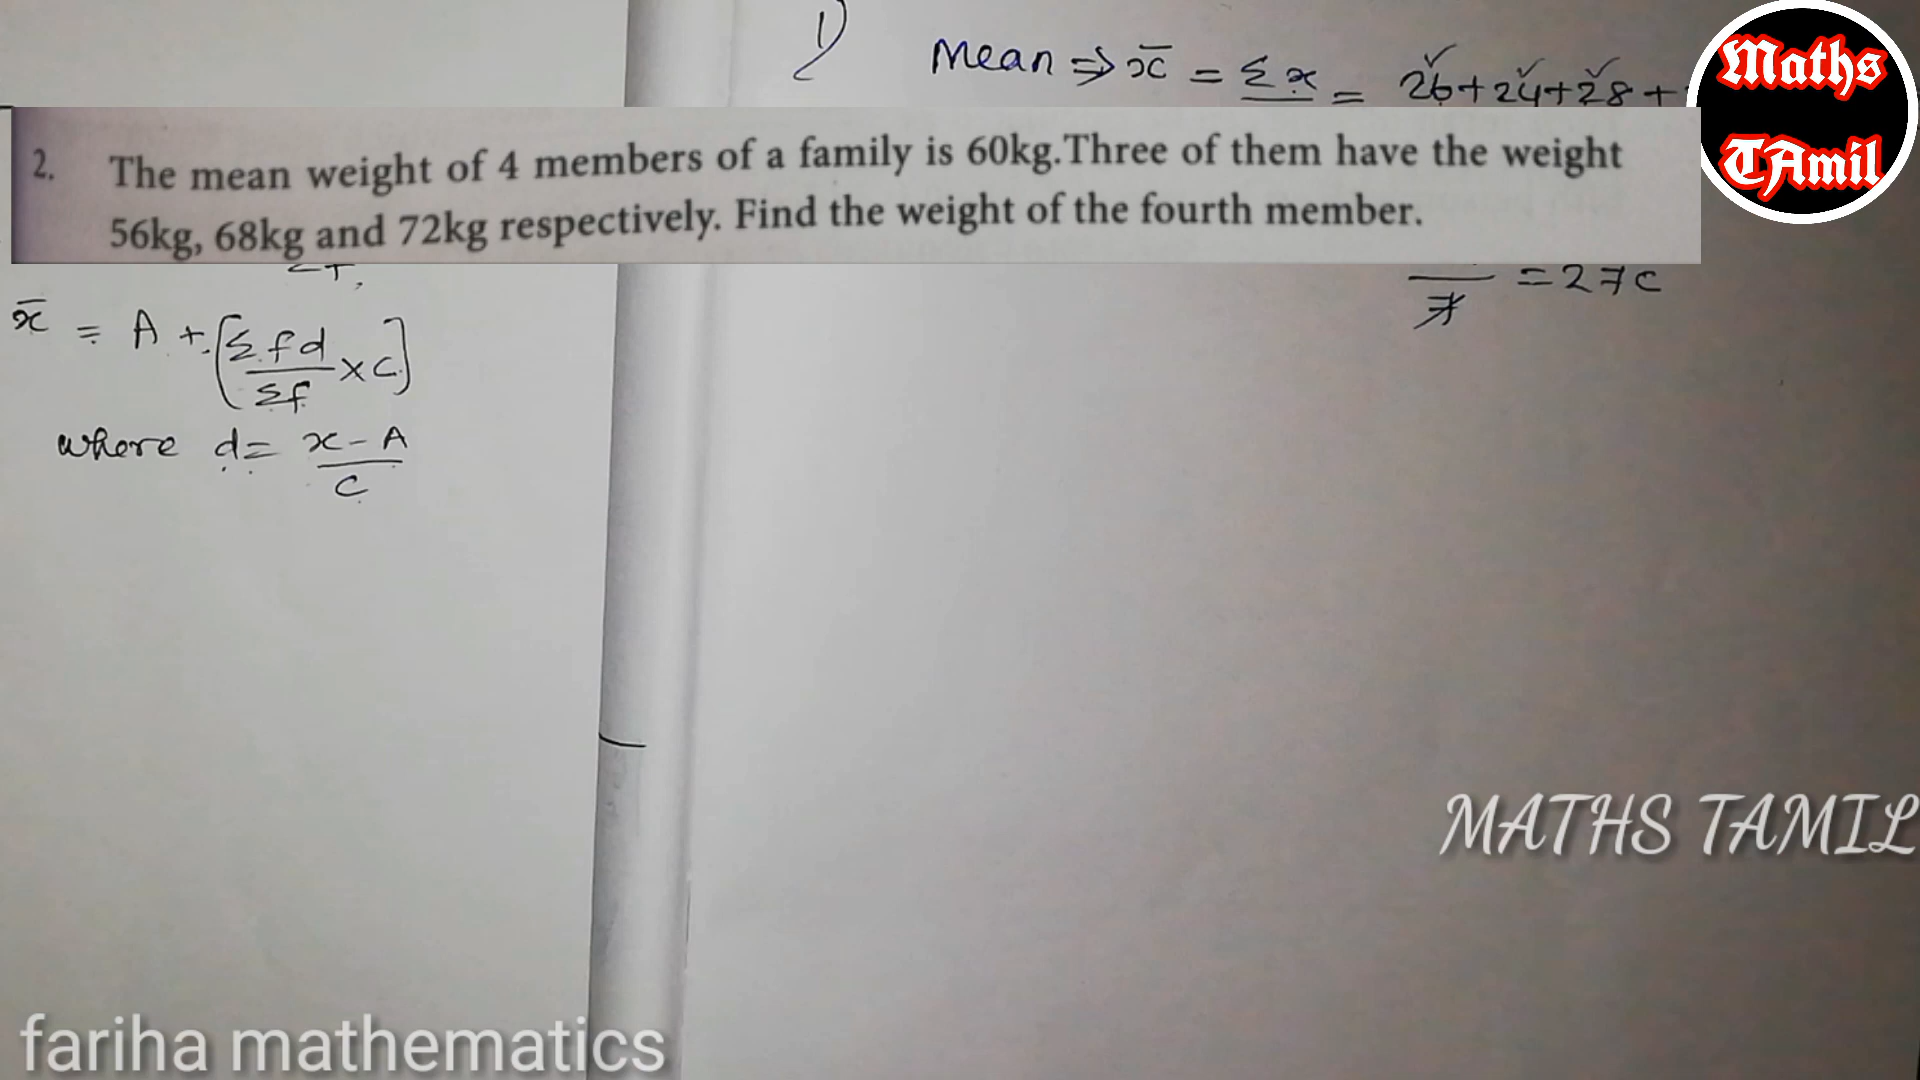 1)
Mean ⇒ x̄ = Σx = 26+24+28+
Maths
TAmil
2. The mean weight of 4 members of a family is 60kg.Three of them have the weight
56kg, 68kg and 72kg respectively. Find the weight of the fourth member.
7 = 27c
x̄ = A + [Σfd/Σf × C]
where d = x - A/C
MATHS TAMIL
fariha mathematics